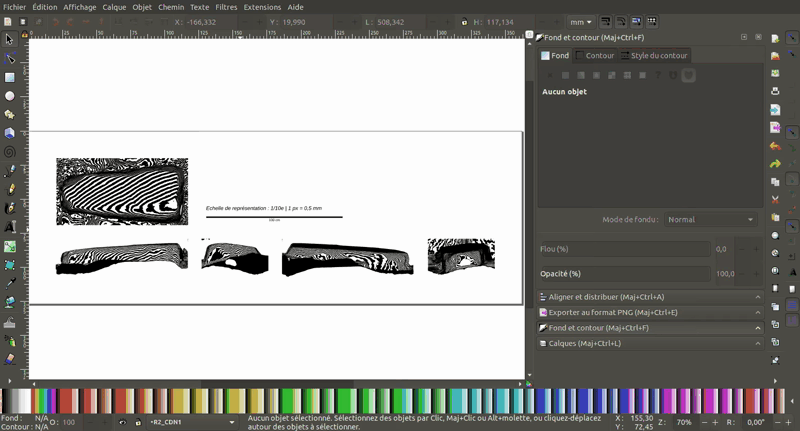 Fichier Édition Affichage Calque Objet Chemin Texte Filtres Extensions Aide
X : -166,332 Y : 19,990 L : 508,342 H : 117,134 mm
Fond et contour (Maj+Ctrl+F)
Fond Contour Style du contour
Aucun objet
Echelle de représentation : 1/10e | 1 px = 0,5 mm
Mode de fondu : Normal
Flou (%) 0,0
Opacité (%) 100,0
Aligner et distribuer (Maj+Ctrl+A)
Exporter au format PNG (Maj+Ctrl+E)
Fond et contour (Maj+Ctrl+F)
Calques (Maj+Ctrl+L)
Fond : N/A
Contour : N/A
O : 100
R2_CDN1
Aucun objet sélectionné. Sélectionnez des objets par Clic, Maj+Clic ou Alt+molette, ou cliquez-déplacez
autour des objets à sélectionner.
X : 155,30
Y : 72,45
Z : 70%
R : 0,00°